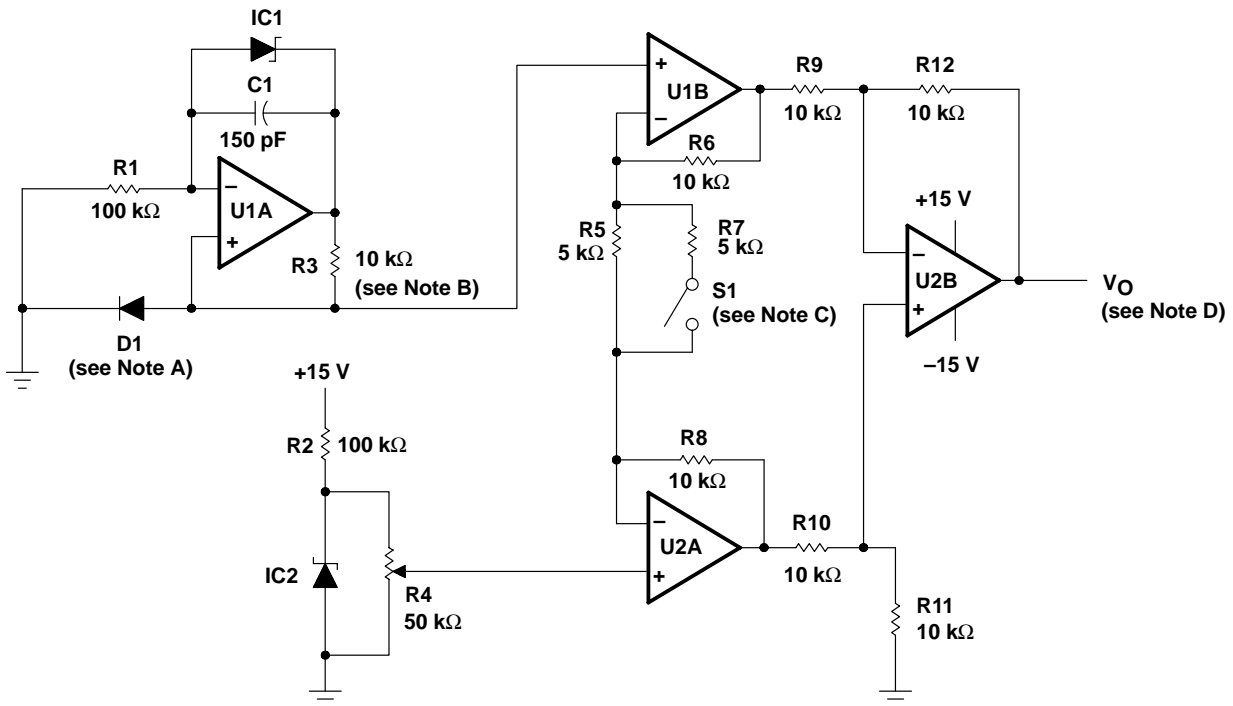 IC1
C1
150 pF
R1
100 kΩ
–
U1A
+
R3
10 kΩ
(see Note B)
D1
(see Note A)
+15 V
R2
100 kΩ
IC2
R4
50 kΩ
+
U1B
–
R6
10 kΩ
R5
5 kΩ
R7
5 kΩ
S1
(see Note C)
R8
10 kΩ
–
U2A
+
R9
10 kΩ
R12
10 kΩ
+15 V
–
U2B
+
–15 V
VO
(see Note D)
R10
10 kΩ
R11
10 kΩ